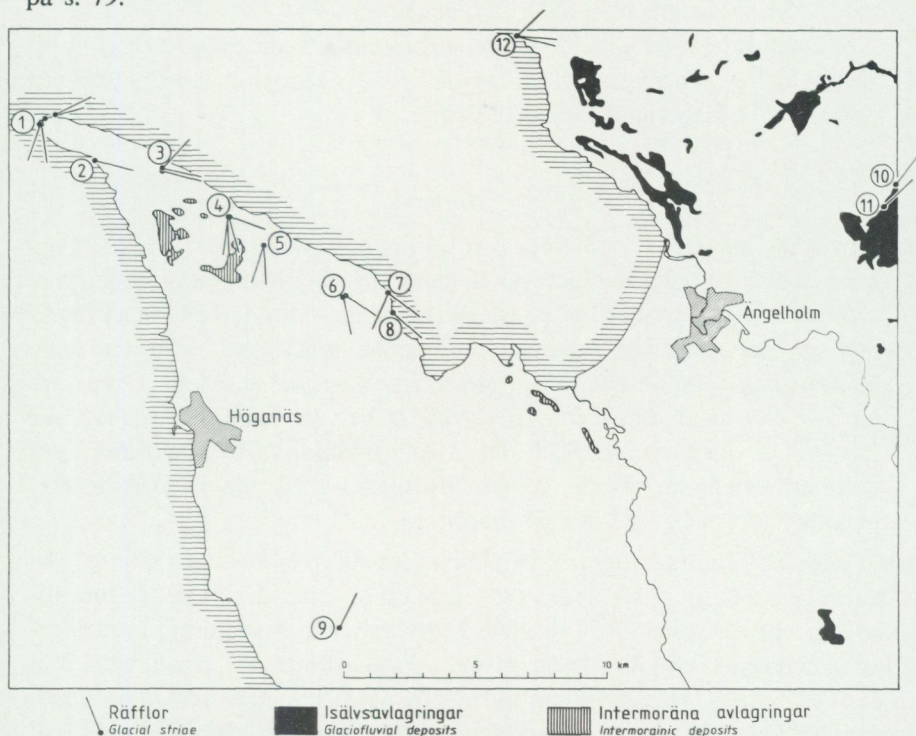 på s. 79.
12
1
2
3
4
5
6
7
8
9
10
11
Ängelholm
Höganäs
0 5 10 km
Räfflor
Glacial striae
Isälvsavlagringar
Glaciofluvial deposits
Intermoräna avlagringar
Intermorainic deposits